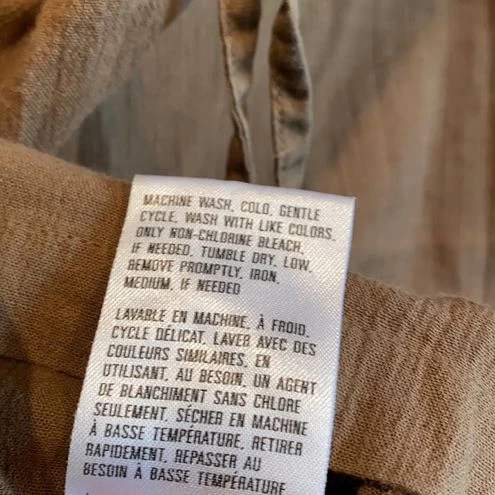 MACHINE WASH, COLD, GENTLE
CYCLE, WASH WITH LIKE COLORS,
ONLY NON-CHLORINE BLEACH,
IF NEEDED, TUMBLE DRY, LOW,
REMOVE PROMPTLY, IRON,
MEDIUM, IF NEEDED
LAVABLE EN MACHINE, À FROID,
CYCLE DÉLICAT, LAVER AVEC DES
COULEURS SIMILAIRES, EN
UTILISANT, AU BESOIN, UN AGENT
DE BLANCHIMENT SANS CHLORE
SEULEMENT, SÉCHER EN MACHINE
À BASSE TEMPÉRATURE, RETIRER
RAPIDEMENT, REPASSER AU
BESOIN À BASSE TEMPÉRATURE